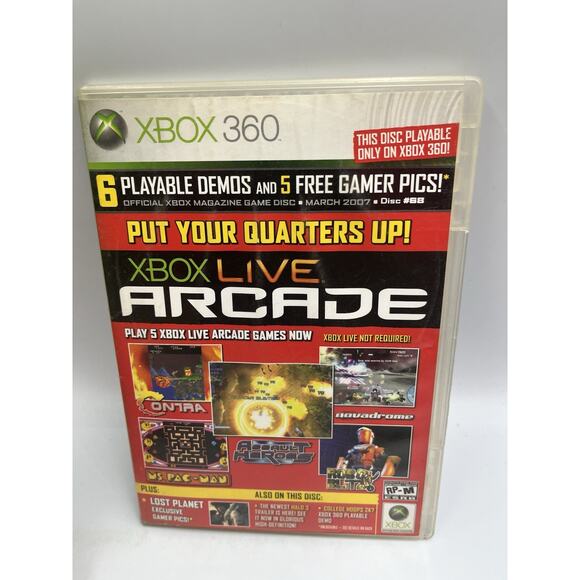 XBOX 360
THIS DISC PLAYABLE
ONLY ON XBOX 360!
6 PLAYABLE DEMOS AND 5 FREE GAMER PICS!*
OFFICIAL XBOX MAGAZINE GAME DISC ▪ MARCH 2007 ▪ Disc #68
PUT YOUR QUARTERS UP!
XBOX LIVE
ARCADE
PLAY 5 XBOX LIVE ARCADE GAMES NOW
XBOX LIVE NOT REQUIRED!
CONTRA
novadrome
ASSAULT
HEROES
MS. PAC-MAN
ROBOTRON
PLUS:
• LOST PLANET
EXCLUSIVE
GAMER PICS!*
ALSO ON THIS DISC:
• THE NEWEST HALO 3
TRAILER IS HERE! SEE
IT NOW IN GLORIOUS
HIGH-DEFINITION!
• COLLEGE HOOPS 2K7
XBOX 360 PLAYABLE
DEMO
RP-M
ESRB
XBOX